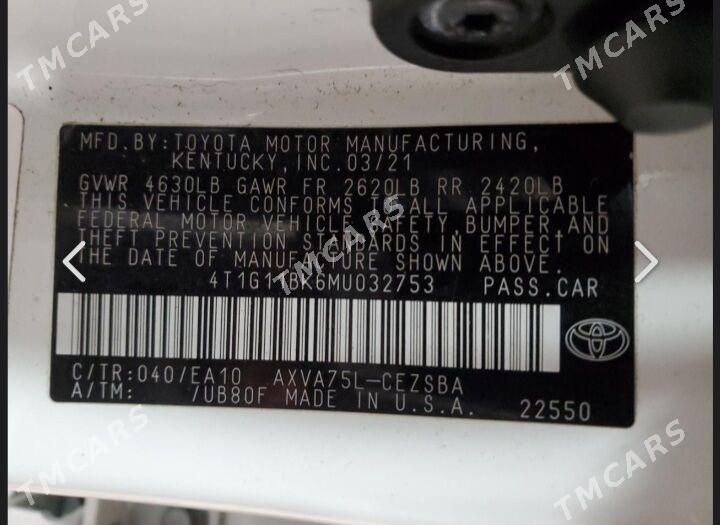 TMCARS
TMCARS
MFD. BY: TOYOTA MOTOR MANUFACTURING,
KENTUCKY, INC. 03/21
GVWR 4630LB GAWR FR 2620LB RR 2420LB
THIS VEHICLE CONFORMS TO ALL APPLICABLE
FEDERAL MOTOR VEHICLE SAFETY, BUMPER, AND
THEFT PREVENTION STANDARDS IN EFFECT ON
THE DATE OF MANUFACTURE SHOWN ABOVE.
PASS.CAR
C/TR: 040/EA10 AXVA75L-CEZSBA
A/TM: /UB80F MADE IN U.S.A. 22550
TMCARS
TMCARS
TMCARS